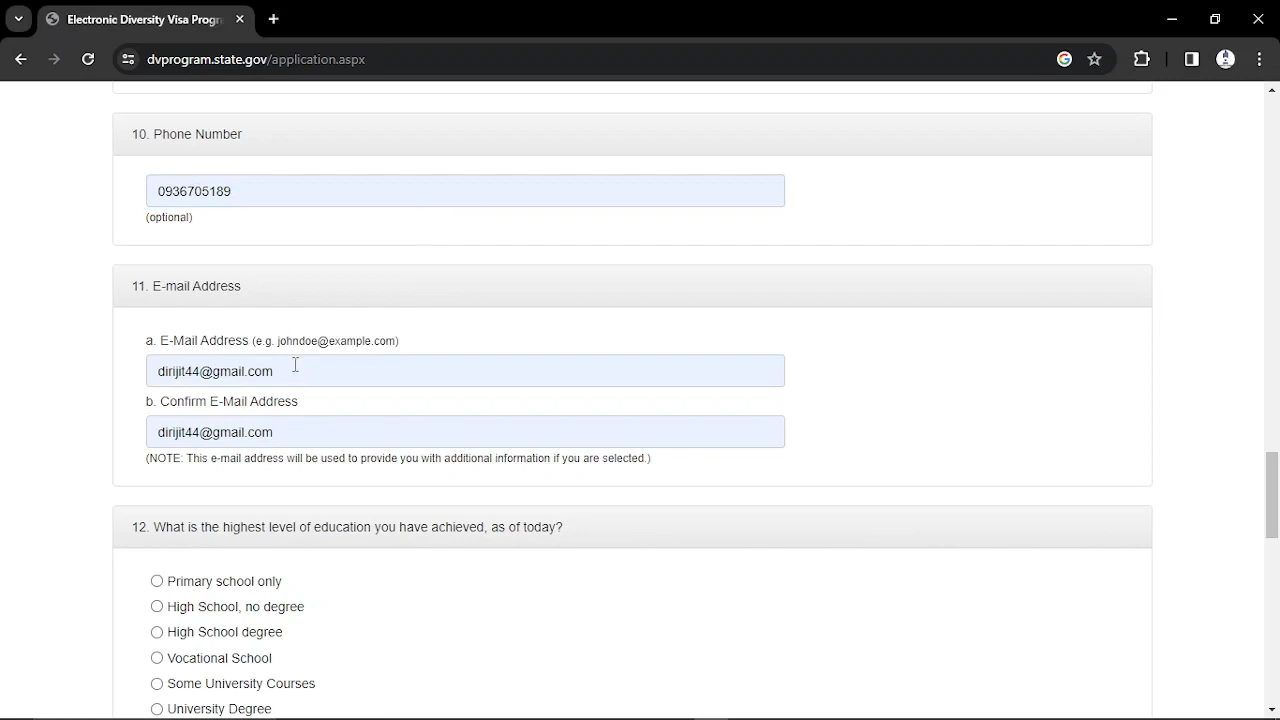 Electronic Diversity Visa Progr
dvprogram.state.gov/application.aspx
10. Phone Number
0936705189
(optional)
11. E-mail Address
a. E-Mail Address (e.g. johndoe@example.com)
dirijit44@gmail.com
b. Confirm E-Mail Address
dirijit44@gmail.com
(NOTE: This e-mail address will be used to provide you with additional information if you are selected.)
12. What is the highest level of education you have achieved, as of today?
Primary school only
High School, no degree
High School degree
Vocational School
Some University Courses
University Degree